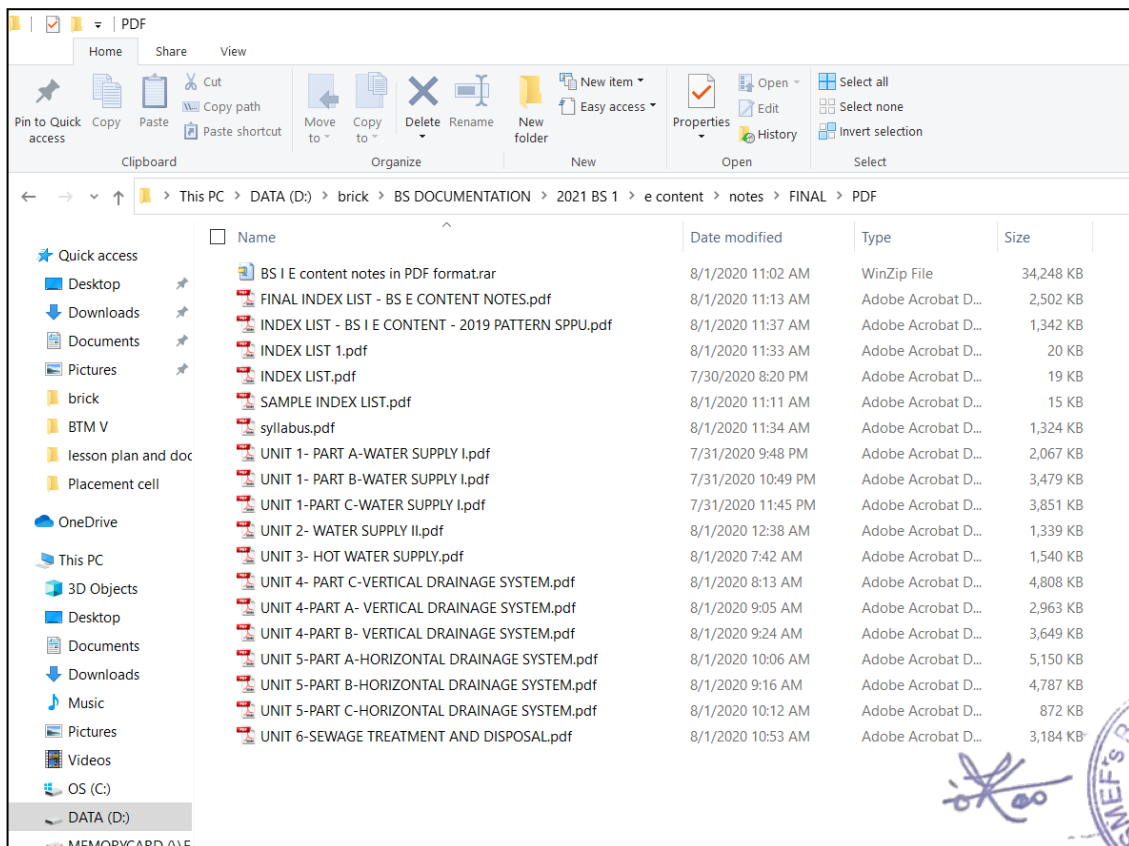 PDF
Home Share View
Pin to Quick access
Copy
Paste
Cut
Copy path
Paste shortcut
Clipboard
Move to
Copy to
Delete
Rename
Organize
New folder
New item
Easy access
New
Properties
Open
Edit
History
Open
Select all
Select none
Invert selection
Select
This PC > DATA (D:) > brick > BS DOCUMENTATION > 2021 BS 1 > e content > notes > FINAL > PDF
Quick access
Desktop
Downloads
Documents
Pictures
brick
BTM V
lesson plan and doc
Placement cell
OneDrive
This PC
3D Objects
Desktop
Documents
Downloads
Music
Pictures
Videos
OS (C:)
DATA (D:)
Name Date modified Type Size
BS I E content notes in PDF format.rar 8/1/2020 11:02 AM WinZip File 34,248 KB
FINAL INDEX LIST - BS E CONTENT NOTES.pdf 8/1/2020 11:13 AM Adobe Acrobat D... 2,502 KB
INDEX LIST - BS I E CONTENT - 2019 PATTERN SPPU.pdf 8/1/2020 11:37 AM Adobe Acrobat D... 1,342 KB
INDEX LIST 1.pdf 8/1/2020 11:33 AM Adobe Acrobat D... 20 KB
INDEX LIST.pdf 7/30/2020 8:20 PM Adobe Acrobat D... 19 KB
SAMPLE INDEX LIST.pdf 8/1/2020 11:11 AM Adobe Acrobat D... 15 KB
syllabus.pdf 8/1/2020 11:34 AM Adobe Acrobat D... 1,324 KB
UNIT 1- PART A-WATER SUPPLY I.pdf 7/31/2020 9:48 PM Adobe Acrobat D... 2,067 KB
UNIT 1- PART B-WATER SUPPLY I.pdf 7/31/2020 10:49 PM Adobe Acrobat D... 3,479 KB
UNIT 1-PART C-WATER SUPPLY I.pdf 7/31/2020 11:45 PM Adobe Acrobat D... 3,851 KB
UNIT 2- WATER SUPPLY II.pdf 8/1/2020 12:38 AM Adobe Acrobat D... 1,339 KB
UNIT 3- HOT WATER SUPPLY.pdf 8/1/2020 7:42 AM Adobe Acrobat D... 1,540 KB
UNIT 4- PART C-VERTICAL DRAINAGE SYSTEM.pdf 8/1/2020 8:13 AM Adobe Acrobat D... 4,808 KB
UNIT 4-PART A- VERTICAL DRAINAGE SYSTEM.pdf 8/1/2020 9:05 AM Adobe Acrobat D... 2,963 KB
UNIT 4-PART B- VERTICAL DRAINAGE SYSTEM.pdf 8/1/2020 9:24 AM Adobe Acrobat D... 3,649 KB
UNIT 5-PART A-HORIZONTAL DRAINAGE SYSTEM.pdf 8/1/2020 10:06 AM Adobe Acrobat D... 5,150 KB
UNIT 5-PART B-HORIZONTAL DRAINAGE SYSTEM.pdf 8/1/2020 9:16 AM Adobe Acrobat D... 4,787 KB
UNIT 5-PART C-HORIZONTAL DRAINAGE SYSTEM.pdf 8/1/2020 10:12 AM Adobe Acrobat D... 872 KB
UNIT 6-SEWAGE TREATMENT AND DISPOSAL.pdf 8/1/2020 10:53 AM Adobe Acrobat D... 3,184 KB